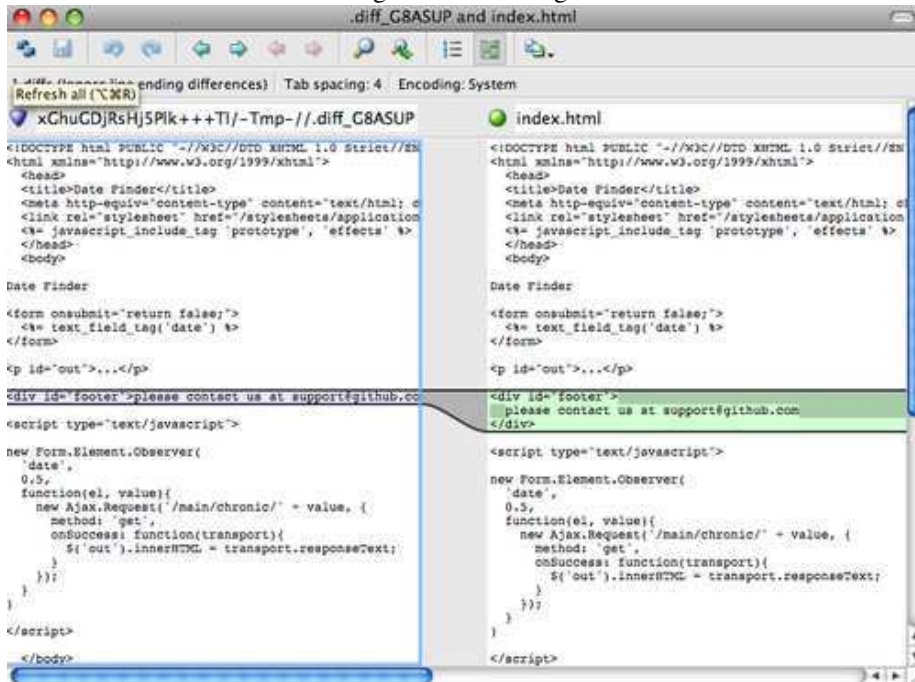 .diff_G8ASUP and index.html
ending differences) Tab spacing: 4 Encoding: System
Refresh all (⌥⌘R)
xGhuGDjRsHj5Plk+++TI/-Tmp-//.diff_G8ASUP
<!DOCTYPE html PUBLIC "-//W3C//DTD XHTML 1.0 Strict//EN
<html xmlns="http://www.w3.org/1999/xhtml">
<head>
<title>Date Finder</title>
<meta http-equiv="content-type" content="text/html; c
<link rel="stylesheet" href="/stylesheets/application
<%= javascript_include_tag 'prototype', 'effects' %>
</head>
<body>
Date Finder
<form onsubmit="return false;">
<%= text_field_tag('date') %>
</form>
<p id="out">...</p>
<div id="footer">please contact us at support@github.co
<script type="text/javascript">
new Form.Element.Observer(
'date',
0.5,
function(el, value){
new Ajax.Request('/main/chronic/' + value, {
method: 'get',
onSuccess: function(transport){
$('out').innerHTML = transport.responseText;
}
});
}
)
</script>
</body>
index.html
<!DOCTYPE html PUBLIC "-//W3C//DTD XHTML 1.0 Strict//EN
<html xmlns="http://www.w3.org/1999/xhtml">
<head>
<title>Date Finder</title>
<meta http-equiv="content-type" content="text/html; c
<link rel="stylesheet" href="/stylesheets/application
<%= javascript_include_tag 'prototype', 'effects' %>
</head>
<body>
Date Finder
<form onsubmit="return false;">
<%= text_field_tag('date') %>
</form>
<p id="out">...</p>
<div id="footer">
please contact us at support@github.com
</div>
<script type="text/javascript">
new Form.Element.Observer(
'date',
0.5,
function(el, value){
new Ajax.Request('/main/chronic/' + value, {
method: 'get',
onSuccess: function(transport){
$('out').innerHTML = transport.responseText;
}
});
}
)
</script>